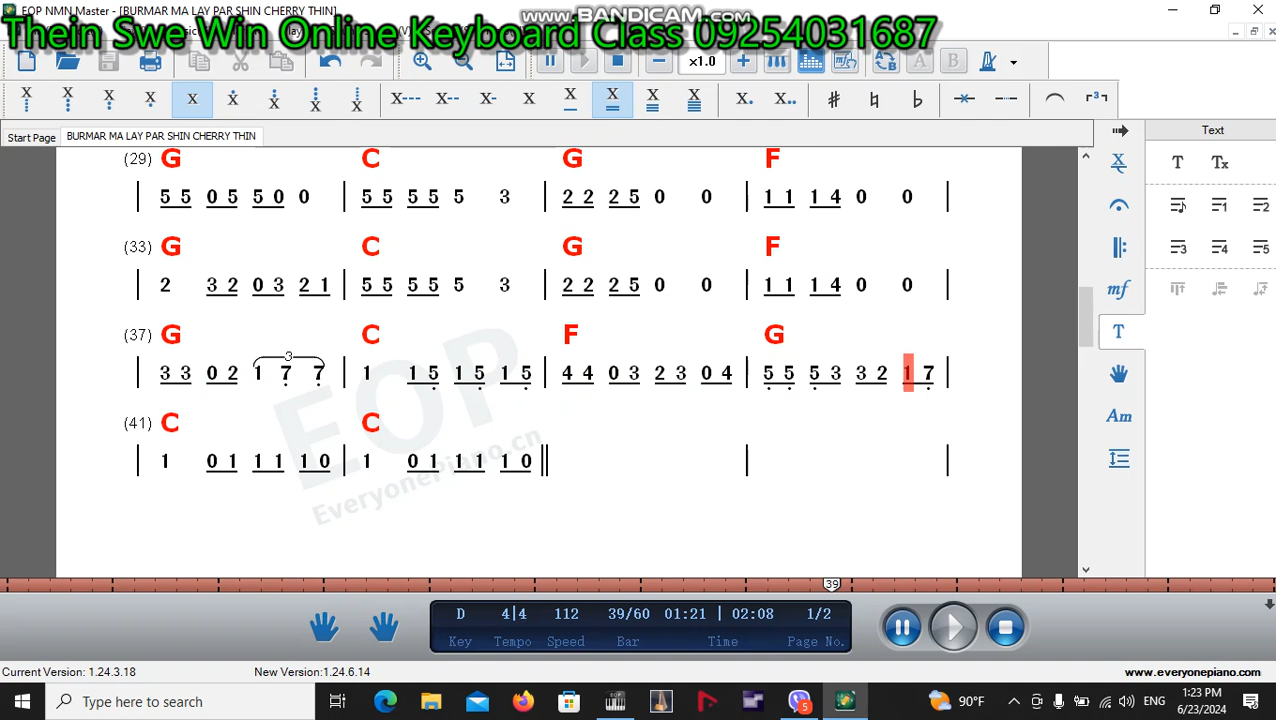 EOP NMN Master - [BURMAR MA LAY PAR SHIN CHERRY THIN]
www.BANDICAM.com
Thein Swe Win Online Keyboard Class 09254031687
x1.0
Start Page
BURMAR MA LAY PAR SHIN CHERRY THIN
Text
(29) G C G F
5 5 0 5 5 0 0 | 5 5 5 5 5 3 | 2 2 2 5 0 0 | 1 1 1 4 0 0
(33) G C G F
2 3 2 0 3 2 1 | 5 5 5 5 5 3 | 2 2 2 5 0 0 | 1 1 1 4 0 0
(37) G C F G
3
3 3 0 2 1 7 7 | 1 1 5 1 5 1 5 | 4 4 0 3 2 3 0 4 | 5 5 5 3 3 2 1 7
(41) C C
1 0 1 1 1 1 0 | 1 0 1 1 1 1 0
EOP
Everyonepiano.cn
mf
T
Am
39
D 4|4 112 39/60 01:21 | 02:08 1/2
Key Tempo Speed Bar Time Page No.
Current Version: 1.24.3.18 New Version:1.24.6.14 www.everyonepiano.com
Type here to search
5
90°F
ENG
1:23 PM
6/23/2024